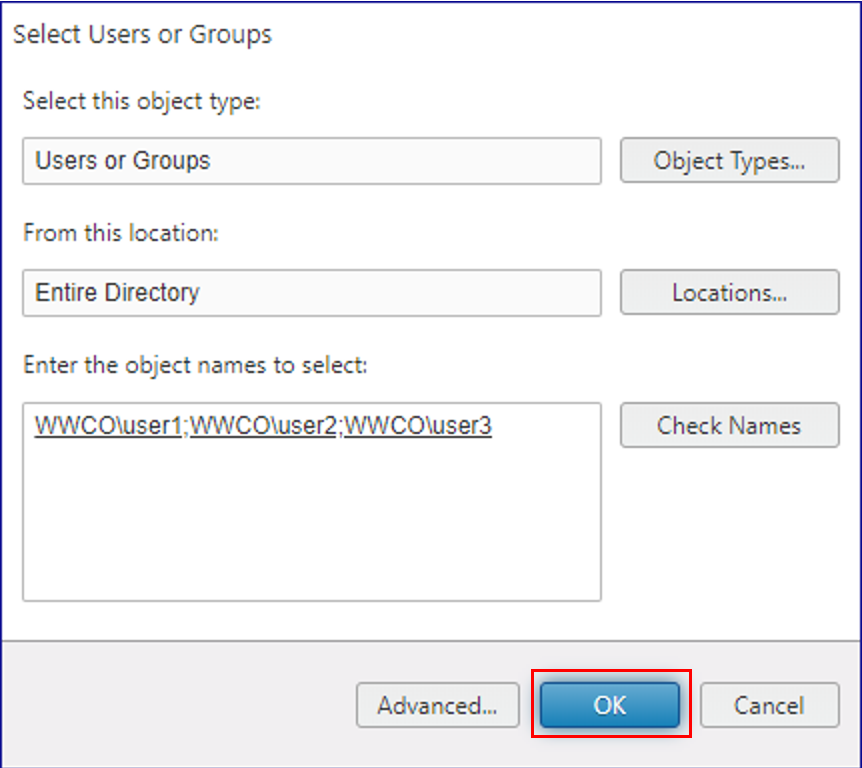 Select Users or Groups
Select this object type:
Users or Groups
Object Types...
From this location:
Entire Directory
Locations...
Enter the object names to select:
WWCO\user1;WWCO\user2;WWCO\user3
Check Names
Advanced...
OK
Cancel